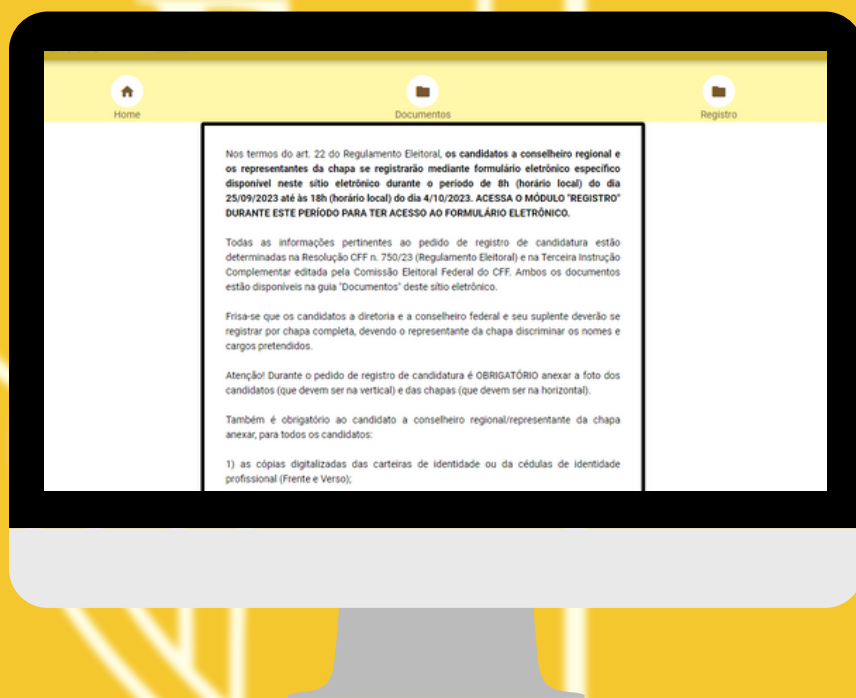 Home
Documentos
Registro
Nos termos do art. 22 do Regulamento Eleitoral, os candidatos a conselheiro regional e
os representantes da chapa se registrarão mediante formulário eletrônico específico
disponível neste sítio eletrônico durante o período de 8h (horário local) do dia
25/09/2023 até às 18h (horário local) do dia 4/10/2023. ACESSA O MÓDULO "REGISTRO"
DURANTE ESTE PERÍODO PARA TER ACESSO AO FORMULÁRIO ELETRÔNICO.
Todas as informações pertinentes ao pedido de registro de candidatura estão
determinadas na Resolução CFF n. 750/23 (Regulamento Eleitoral) e na Terceira Instrução
Complementar editada pela Comissão Eleitoral Federal do CFF. Ambos os documentos
estão disponíveis na guia "Documentos" deste sítio eletrônico.
Frisa-se que os candidatos a diretoria e a conselheiro federal e seu suplente deverão se
registrar por chapa completa, devendo o representante da chapa discriminar os nomes e
cargos pretendidos.
Atenção! Durante o pedido de registro de candidatura é OBRIGATÓRIO anexar a foto dos
candidatos (que devem ser na vertical) e das chapas (que devem ser na horizontal).
Também é obrigatório ao candidato a conselheiro regional/representante da chapa
anexar, para todos os candidatos:
1) as cópias digitalizadas das carteiras de identidade ou da cédulas de identidade
profissional (Frente e Verso);